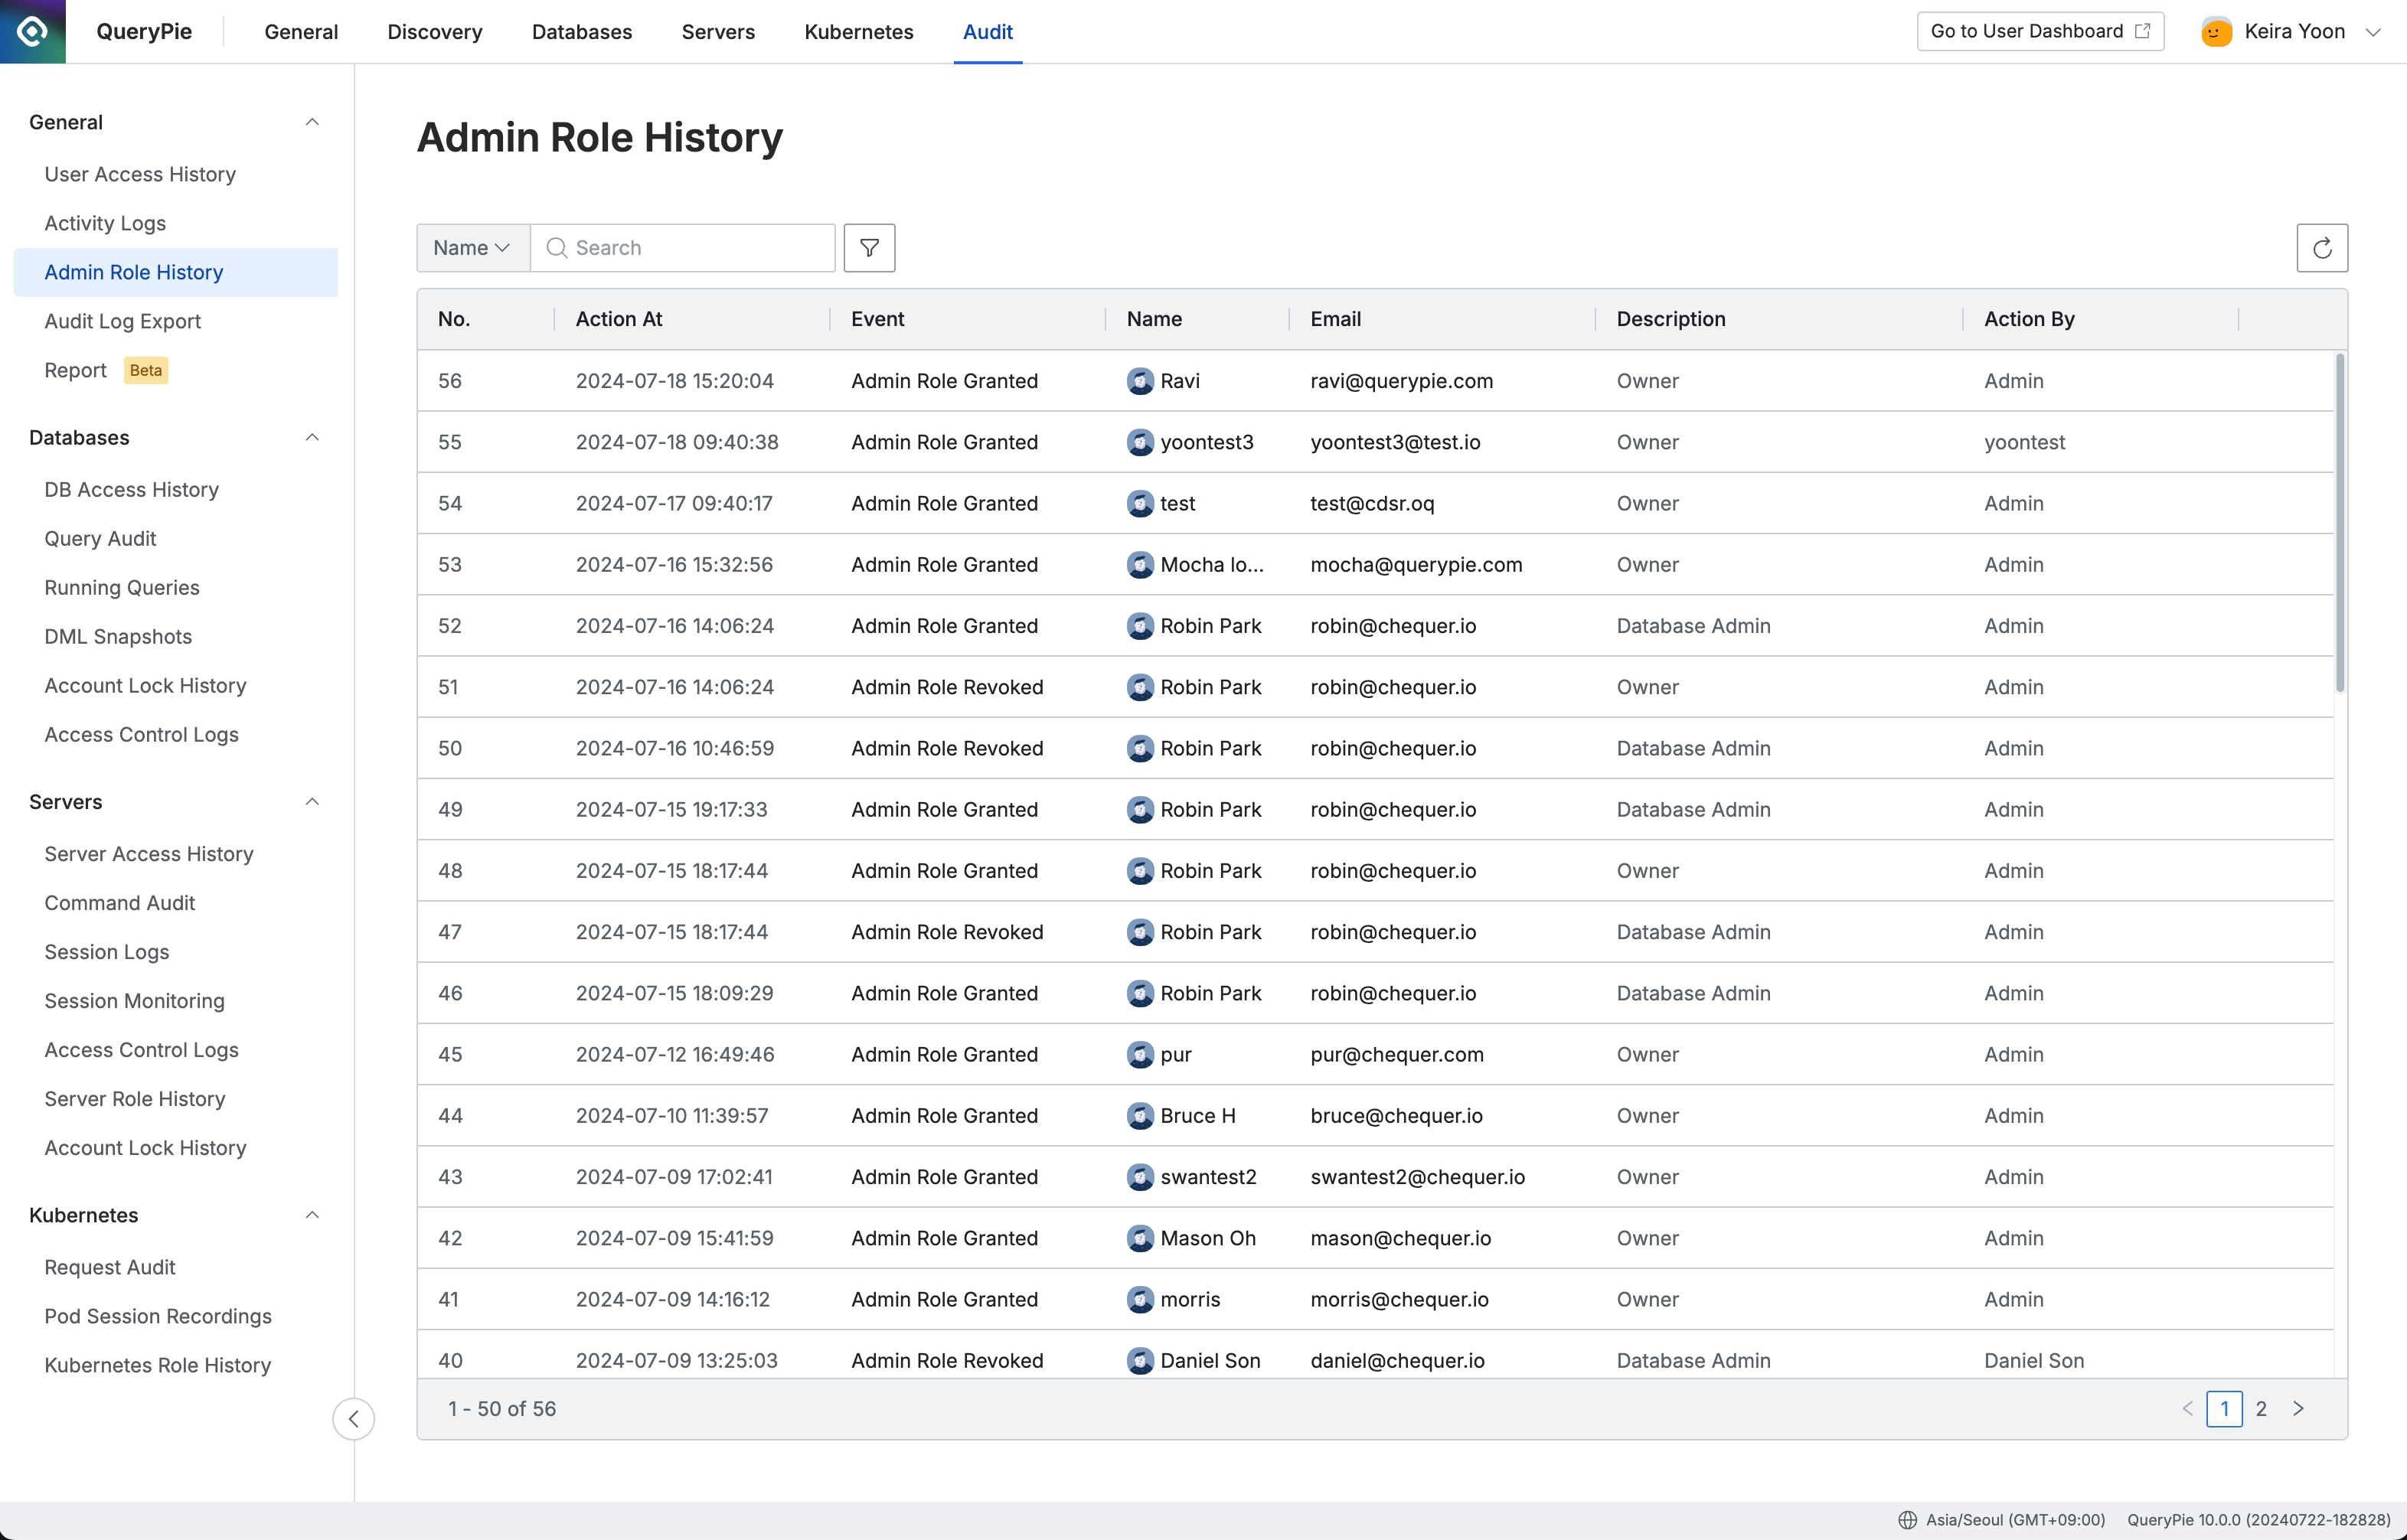 QueryPie General Discovery Databases Servers Kubernetes Audit Go to User Dashboard Keira Yoon
General
User Access History
Activity Logs
Admin Role History
Audit Log Export
Report Beta
Databases
DB Access History
Query Audit
Running Queries
DML Snapshots
Account Lock History
Access Control Logs
Servers
Server Access History
Command Audit
Session Logs
Session Monitoring
Access Control Logs
Server Role History
Account Lock History
Kubernetes
Request Audit
Pod Session Recordings
Kubernetes Role History
Admin Role History
Name Search
No. Action At Event Name Email Description Action By
56 2024-07-18 15:20:04 Admin Role Granted Ravi ravi@querypie.com Owner Admin
55 2024-07-18 09:40:38 Admin Role Granted yoontest3 yoontest3@test.io Owner yoontest
54 2024-07-17 09:40:17 Admin Role Granted test test@cdsr.oq Owner Admin
53 2024-07-16 15:32:56 Admin Role Granted Mocha lo... mocha@querypie.com Owner Admin
52 2024-07-16 14:06:24 Admin Role Granted Robin Park robin@chequer.io Database Admin Admin
51 2024-07-16 14:06:24 Admin Role Revoked Robin Park robin@chequer.io Owner Admin
50 2024-07-16 10:46:59 Admin Role Revoked Robin Park robin@chequer.io Database Admin Admin
49 2024-07-15 19:17:33 Admin Role Granted Robin Park robin@chequer.io Database Admin Admin
48 2024-07-15 18:17:44 Admin Role Granted Robin Park robin@chequer.io Owner Admin
47 2024-07-15 18:17:44 Admin Role Revoked Robin Park robin@chequer.io Database Admin Admin
46 2024-07-15 18:09:29 Admin Role Granted Robin Park robin@chequer.io Database Admin Admin
45 2024-07-12 16:49:46 Admin Role Granted pur pur@chequer.com Owner Admin
44 2024-07-10 11:39:57 Admin Role Granted Bruce H bruce@chequer.io Owner Admin
43 2024-07-09 17:02:41 Admin Role Granted swantest2 swantest2@chequer.io Owner Admin
42 2024-07-09 15:41:59 Admin Role Granted Mason Oh mason@chequer.io Owner Admin
41 2024-07-09 14:16:12 Admin Role Granted morris morris@chequer.io Owner Admin
40 2024-07-09 13:25:03 Admin Role Revoked Daniel Son daniel@chequer.io Database Admin Daniel Son
1 - 50 of 56 1 2
Asia/Seoul (GMT+09:00) QueryPie 10.0.0 (20240722-182828)